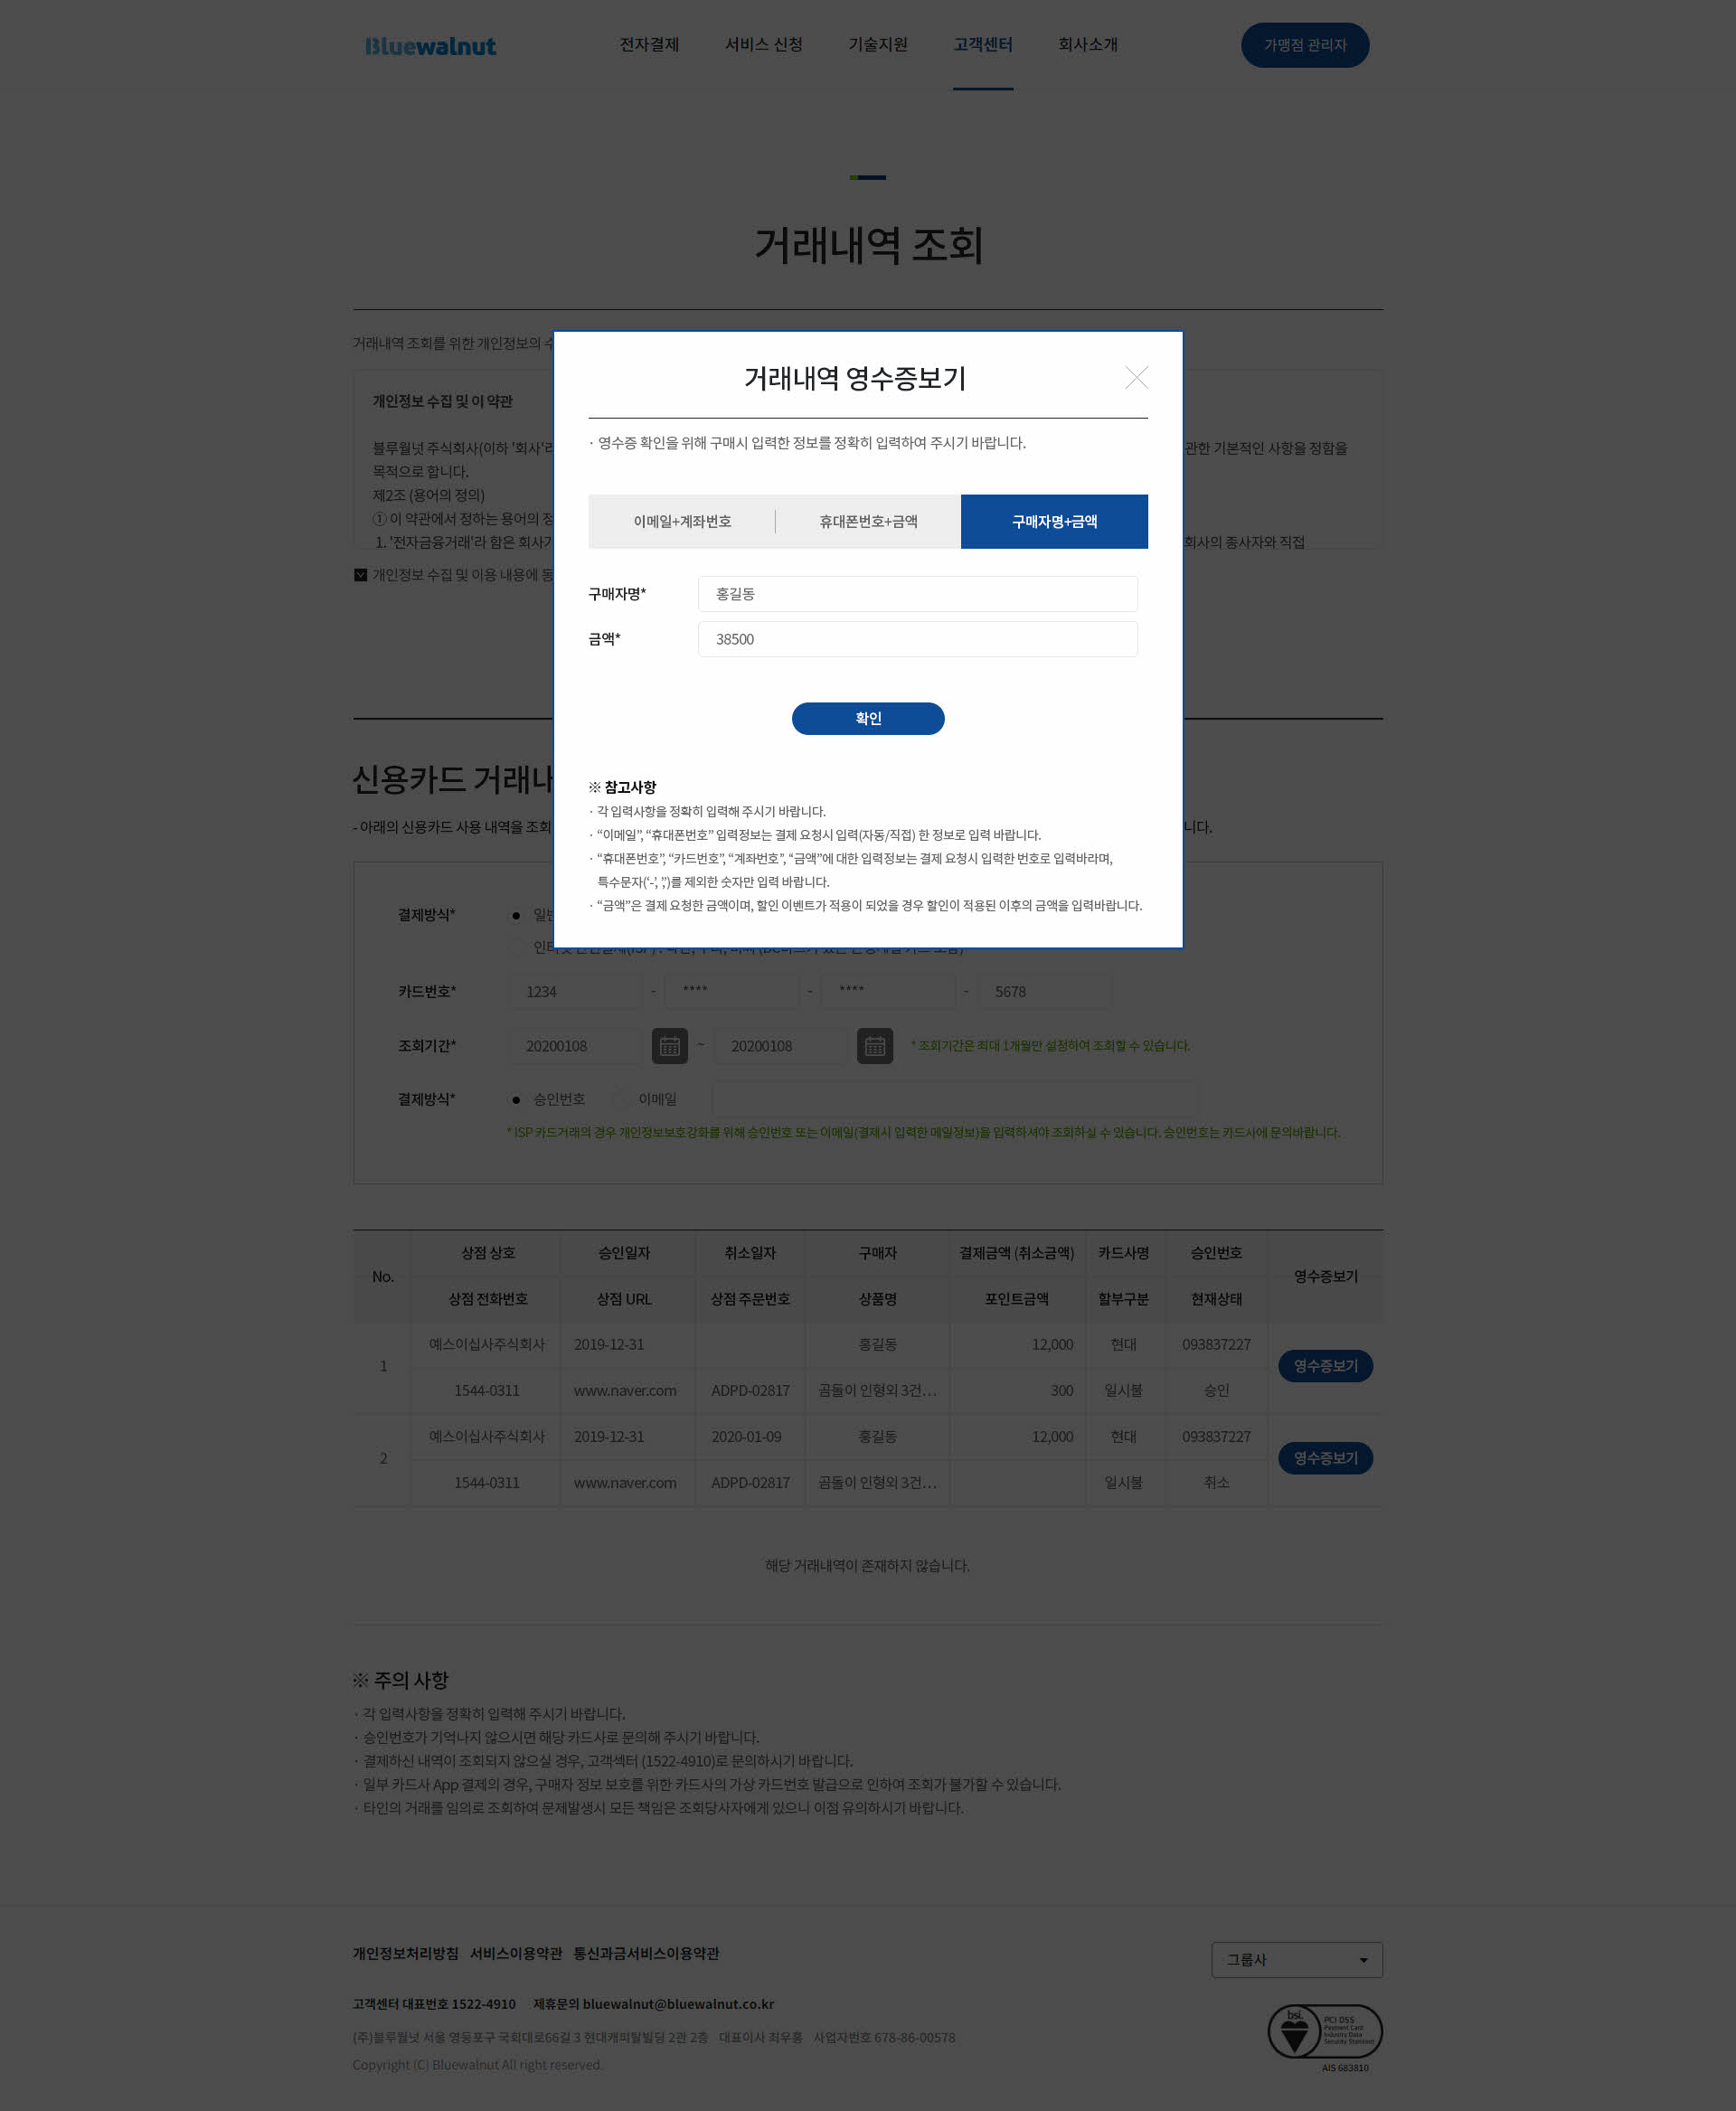 Bluewalnut
전자결제 서비스 신청 기술지원 고객센터 회사소개 가맹점 관리자
거래내역 조회
거래내역 조회를 위한 개인정보의
개인정보 수집 및 이 약관
블루월넛 주식회사(이하 '회사'라 관한 기본적인 사항을 정함을
목적으로 합니다.
제2조 (용어의 정의)
① 이 약관에서 정하는 용어의 정
1. '전자금융거래'라 함은 회사가 회사의 종사자와 직접
개인정보 수집 및 이용 내용에 동
거래내역 영수증보기
· 영수증 확인을 위해 구매시 입력한 정보를 정확히 입력하여 주시기 바랍니다.
이메일+계좌번호 휴대폰번호+금액 구매자명+금액
구매자명* 홍길동
금액* 38500
확인
※ 참고사항
· 각 입력사항을 정확히 입력해 주시기 바랍니다.
· “이메일”, “휴대폰번호” 입력정보는 결제 요청시 입력(자동/직접) 한 정보로 입력 바랍니다.
· “휴대폰번호”, “카드번호”, “계좌번호”, “금액”에 대한 입력정보는 결제 요청시 입력한 번호로 입력바라며,
특수문자(‘-’, ‘,’)를 제외한 숫자만 입력 바랍니다.
· “금액”은 결제 요청한 금액이며, 할인 이벤트가 적용이 되었을 경우 할인이 적용된 이후의 금액을 입력바랍니다.
신용카드 거래내
- 아래의 신용카드 사용 내역을 조회 니다.
결제방식* 일반
카드번호* 1234 - **** - **** - 5678
조회기간* 20200108 ~ 20200108 * 조회기간은 최대 1개월만 설정하여 조회할 수 있습니다.
결제방식* 승인번호 이메일
* ISP 카드거래의 경우 개인정보보호강화를 위해 승인번호 또는 이메일(결제시 입력한 메일정보)을 입력하셔야 조회하실 수 있습니다. 승인번호는 카드사에 문의바랍니다.
No. 상점 상호 승인일자 취소일자 구매자 결제금액 (취소금액) 카드사명 승인번호 영수증보기
상점 전화번호 상점 URL 상점 주문번호 상품명 포인트금액 할부구분 현재상태
1 예스이십사주식회사 2019-12-31 홍길동 12,000 현대 093837227 영수증보기
1544-0311 www.naver.com ADPD-02817 곰돌이 인형외 3건… 300 일시불 승인
2 예스이십사주식회사 2019-12-31 2020-01-09 홍길동 12,000 현대 093837227 영수증보기
1544-0311 www.naver.com ADPD-02817 곰돌이 인형외 3건… 일시불 취소
해당 거래내역이 존재하지 않습니다.
※ 주의 사항
· 각 입력사항을 정확히 입력해 주시기 바랍니다.
· 승인번호가 기억나지 않으시면 해당 카드사로 문의해 주시기 바랍니다.
· 결제하신 내역이 조회되지 않으실 경우, 고객섹터 (1522-4910)로 문의하시기 바랍니다.
· 일부 카드사 App 결제의 경우, 구매자 정보 보호를 위한 카드사의 가상 카드번호 발급으로 인하여 조회가 불가할 수 있습니다.
· 타인의 거래를 임의로 조회하여 문제발생시 모든 책임은 조회당사자에게 있으니 이점 유의하시기 바랍니다.
개인정보처리방침 서비스이용약관 통신과금서비스이용약관
그룹사
고객센터 대표번호 1522-4910 제휴문의 bluewalnut@bluewalnut.co.kr
(주)블루월넛 서울 영등포구 국회대로66길 3 현대캐피탈빌딩 2관 2층 대표이사 최우흥 사업자번호 678-86-00578
Copyright (C) Bluewalnut All right reserved.
bsi.
PCI DSS
Payment Card
Industry Data
Security Standard
AIS 683810